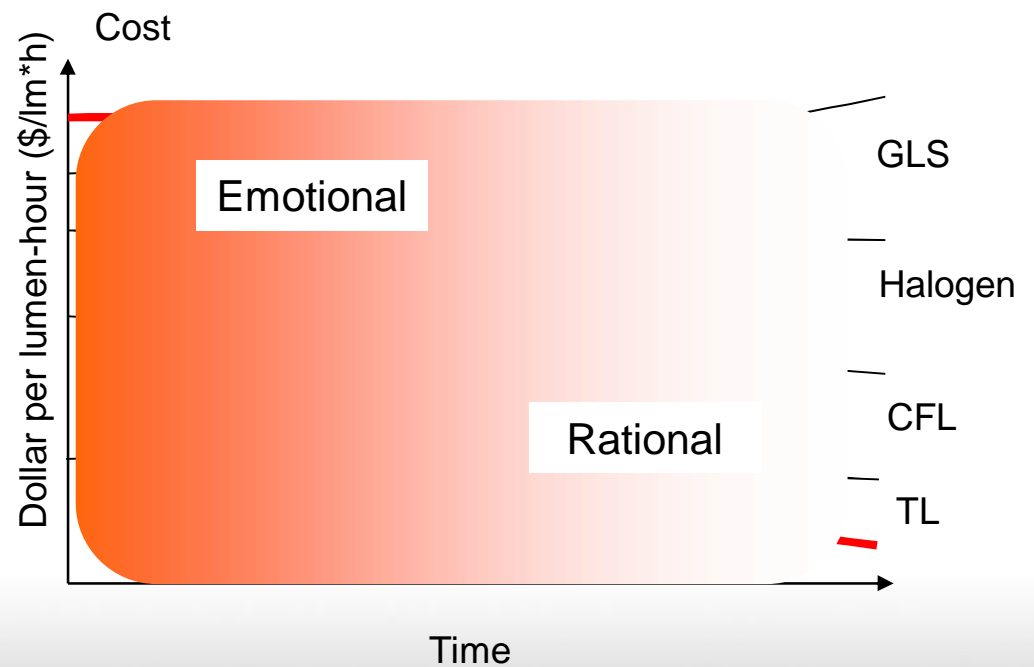 Cost
Dollar per lumen-hour ($/lm*h)
GLS
Emotional
Halogen
CFL
Rational
TL
Time